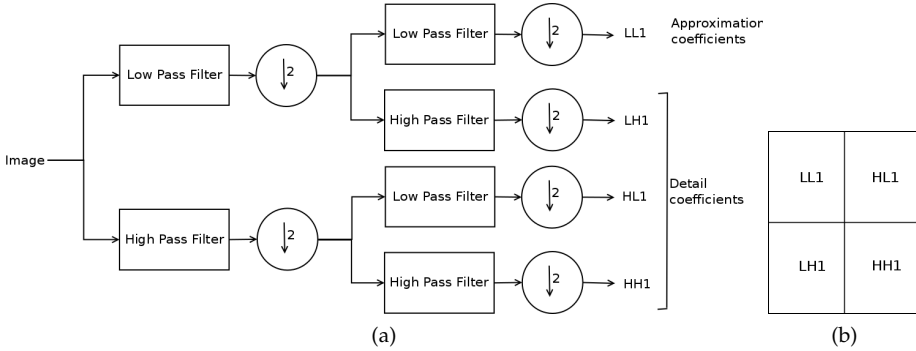 Low Pass Filter
↓2
Low Pass Filter
↓2
LL1
Approximation
coefficients
High Pass Filter
↓2
LH1
Image
Detail
coefficients
High Pass Filter
↓2
Low Pass Filter
↓2
HL1
High Pass Filter
↓2
HH1
(a)
LL1 HL1
LH1 HH1
(b)